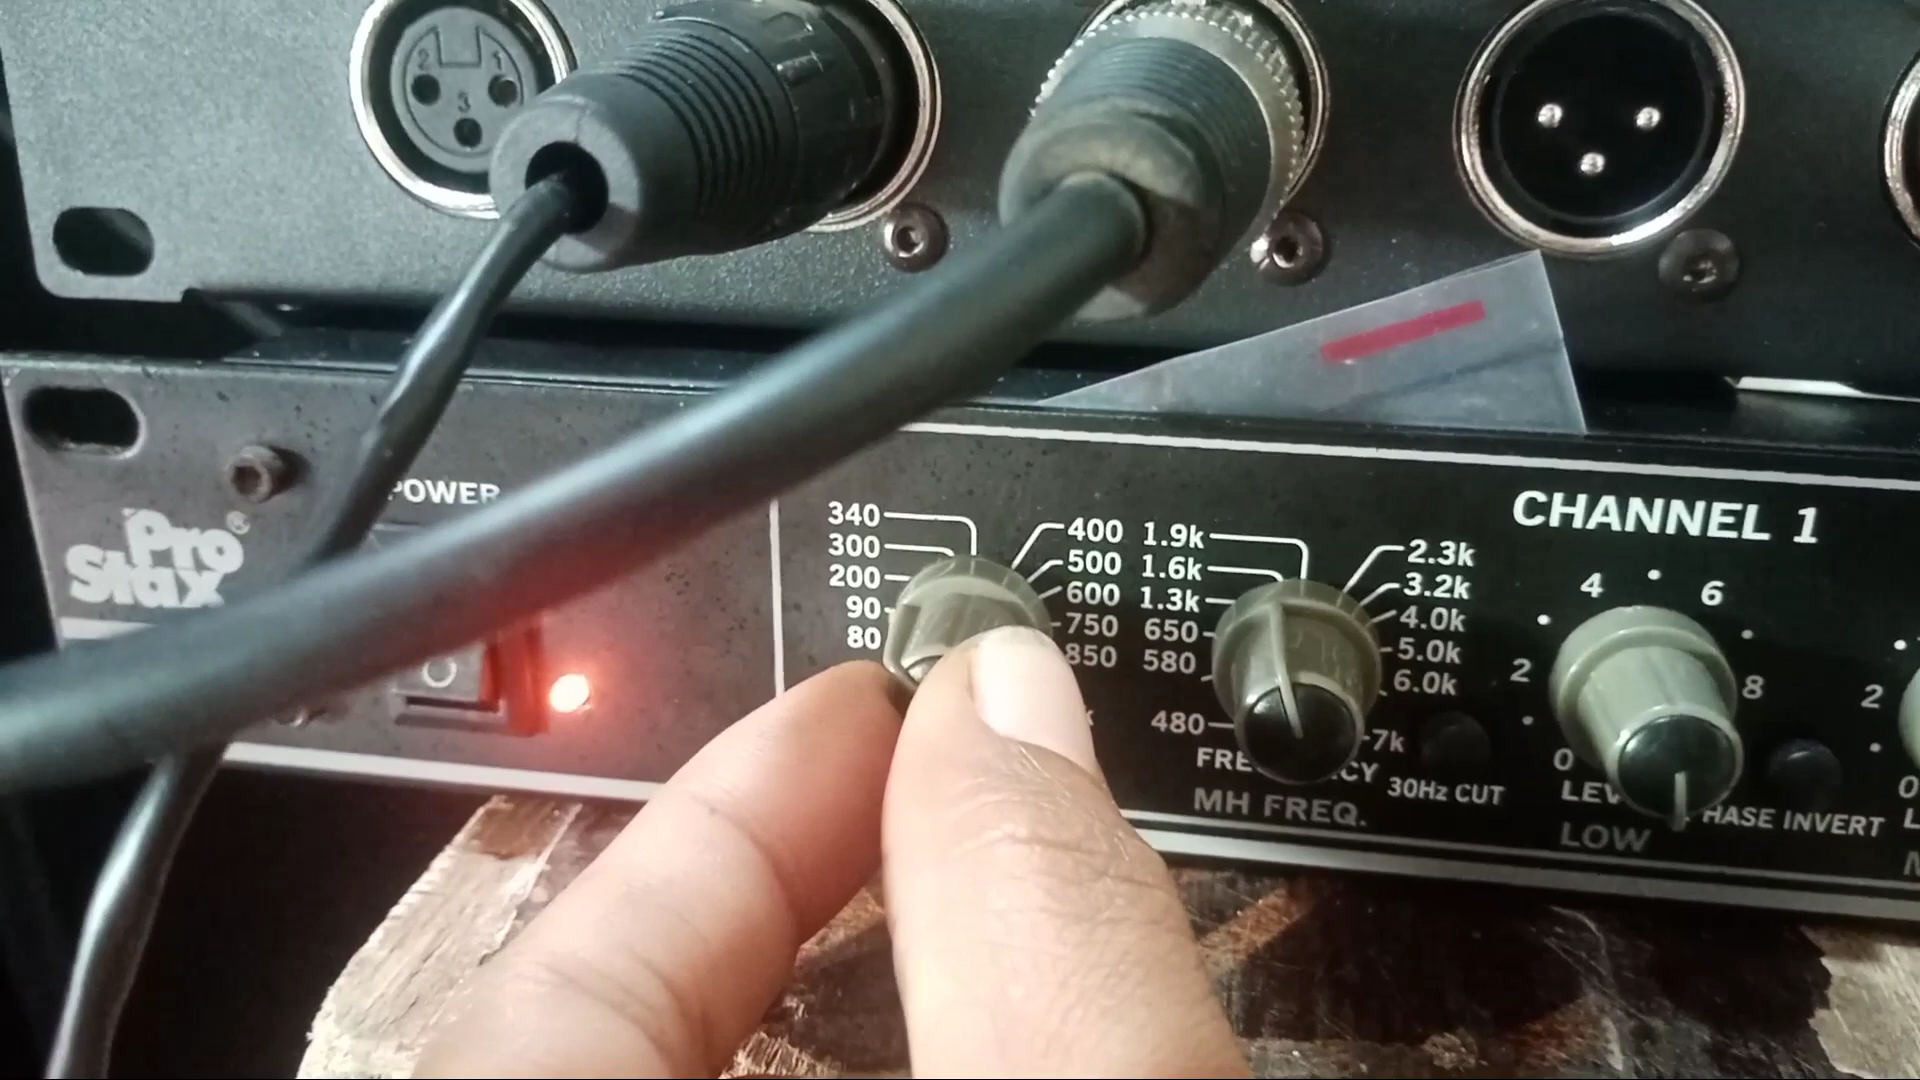 2 1
3
POWER
Pro®
Stax
CHANNEL 1
340
300
200
90
80
400
500
600
750
850
k
1.9k
1.6k
1.3k
650
580
480
2.3k
3.2k
4.0k
5.0k
6.0k
7k
MH FREQ.
30Hz CUT
0 2 4 6 8
LOW
HASE INVERT
2
0